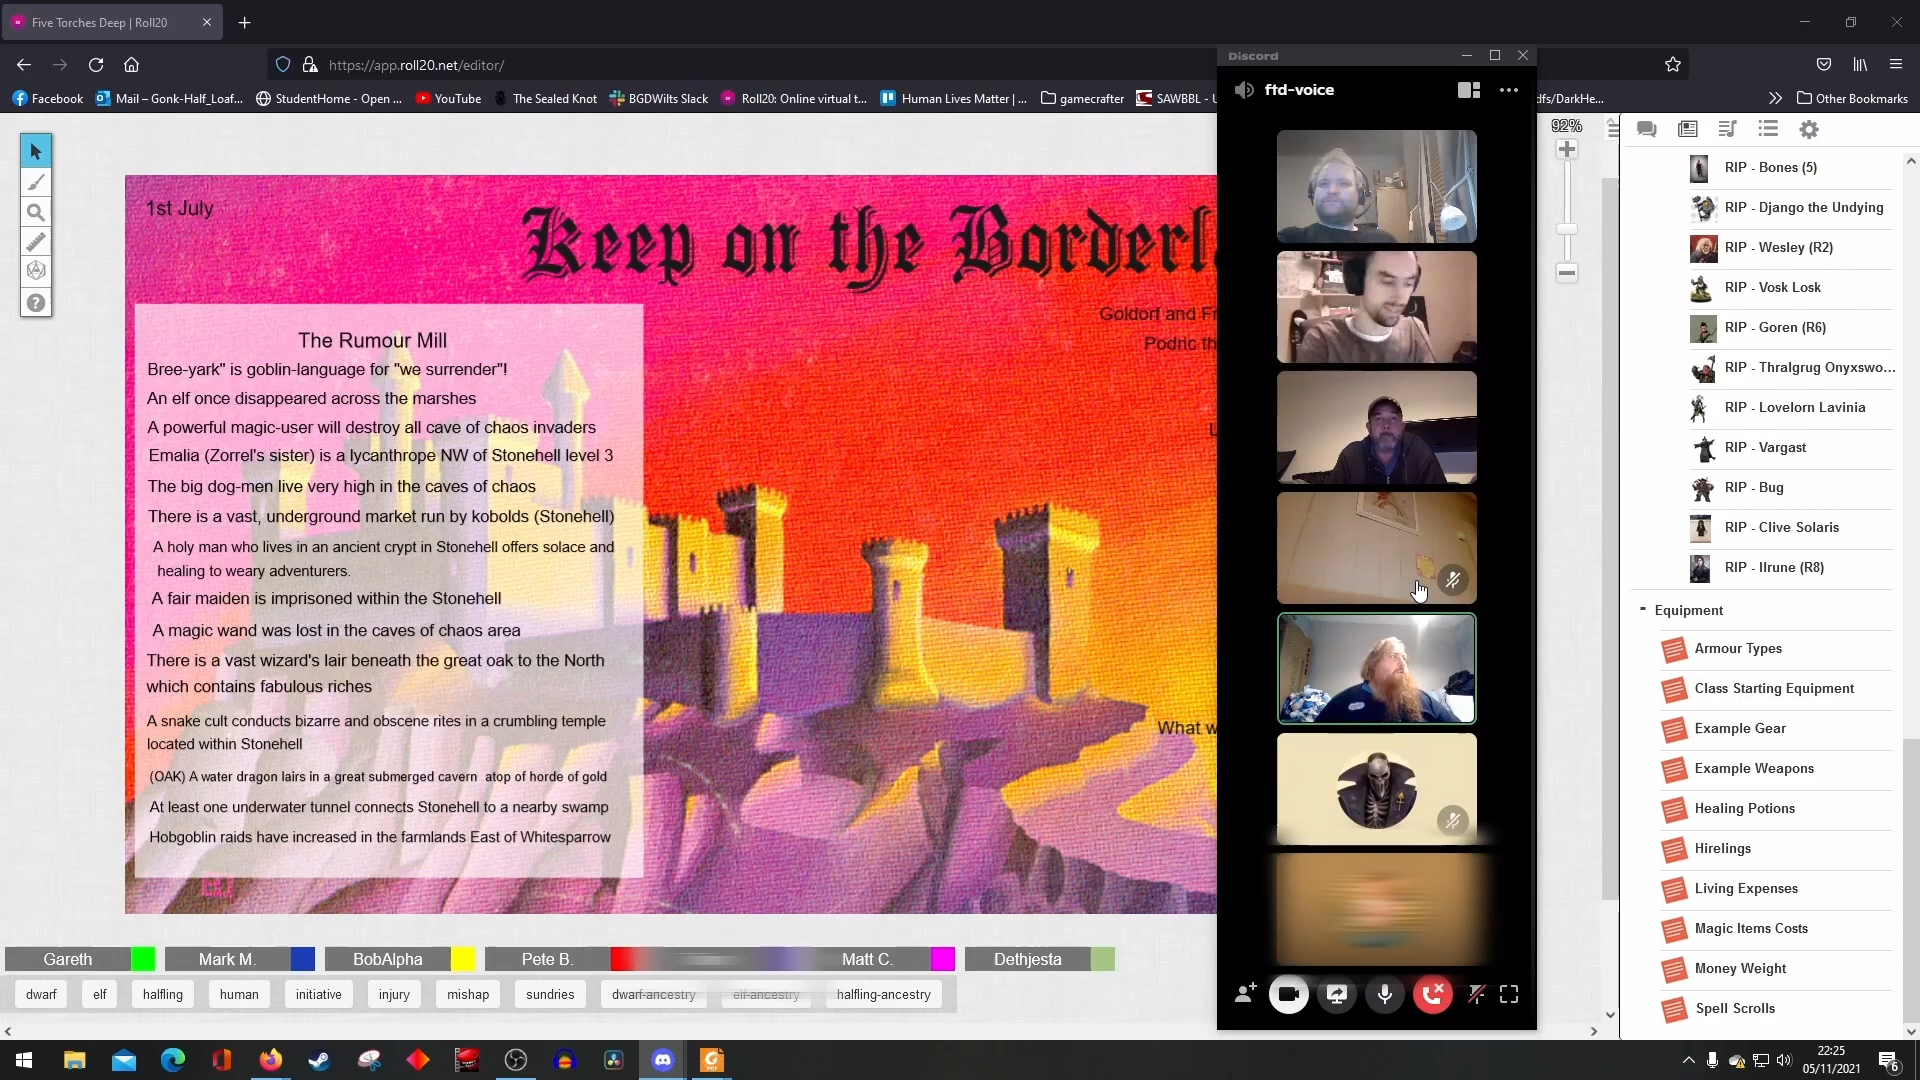 Five Torches Deep | Roll20
https://app.roll20.net/editor/
Facebook
Mail – Gonk-Half_Loaf...
StudentHome - Open ...
YouTube
The Sealed Knot
BGDWilts Slack
Roll20: Online virtual t...
Human Lives Matter | ...
gamecrafter
SAWBBL - U
dfs/DarkHe...
Other Bookmarks
Discord
ftd-voice
92%
1st July
Keep on the Borderl
Goldorf and Fr
Podric th
L
What w
The Rumour Mill
Bree-yark" is goblin-language for "we surrender"!
An elf once disappeared across the marshes
A powerful magic-user will destroy all cave of chaos invaders
Emalia (Zorrel's sister) is a lycanthrope NW of Stonehell level 3
The big dog-men live very high in the caves of chaos
There is a vast, underground market run by kobolds (Stonehell)
A holy man who lives in an ancient crypt in Stonehell offers solace and
healing to weary adventurers.
A fair maiden is imprisoned within the Stonehell
A magic wand was lost in the caves of chaos area
There is a vast wizard's lair beneath the great oak to the North
which contains fabulous riches
A snake cult conducts bizarre and obscene rites in a crumbling temple
located within Stonehell
(OAK) A water dragon lairs in a great submerged cavern atop of horde of gold
At least one underwater tunnel connects Stonehell to a nearby swamp
Hobgoblin raids have increased in the farmlands East of Whitesparrow
RIP - Bones (5)
RIP - Django the Undying
RIP - Wesley (R2)
RIP - Vosk Losk
RIP - Goren (R6)
RIP - Thralgrug Onyxswo...
RIP - Lovelorn Lavinia
RIP - Vargast
RIP - Bug
RIP - Clive Solaris
RIP - Ilrune (R8)
Equipment
Armour Types
Class Starting Equipment
Example Gear
Example Weapons
Healing Potions
Hirelings
Living Expenses
Magic Items Costs
Money Weight
Spell Scrolls
Gareth
Mark M.
BobAlpha
Pete B.
Matt C.
Dethjesta
dwarf
elf
halfling
human
initiative
injury
mishap
sundries
dwarf-ancestry
elf-ancestry
halfling-ancestry
22:25
05/11/2021
6